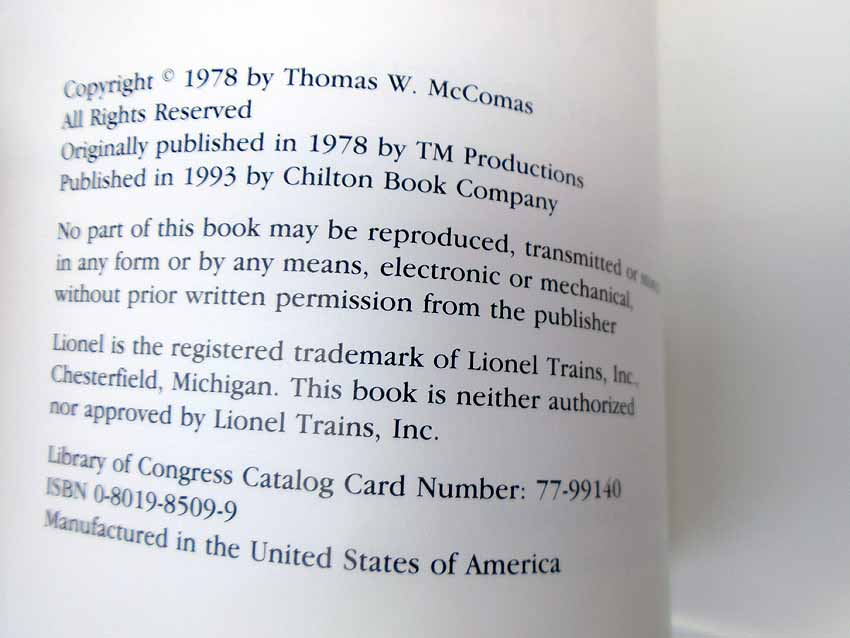 Copyright © 1978 by Thomas W. McComas
All Rights Reserved
Originally published in 1978 by TM Productions
Published in 1993 by Chilton Book Company
No part of this book may be reproduced, transmitted or
in any form or by any means, electronic or mechanical,
without prior written permission from the publisher
Lionel is the registered trademark of Lionel Trains, Inc.,
Chesterfield, Michigan. This book is neither authorized
nor approved by Lionel Trains, Inc.
Library of Congress Catalog Card Number: 77-99140
ISBN 0-8019-8509-9
Manufactured in the United States of America